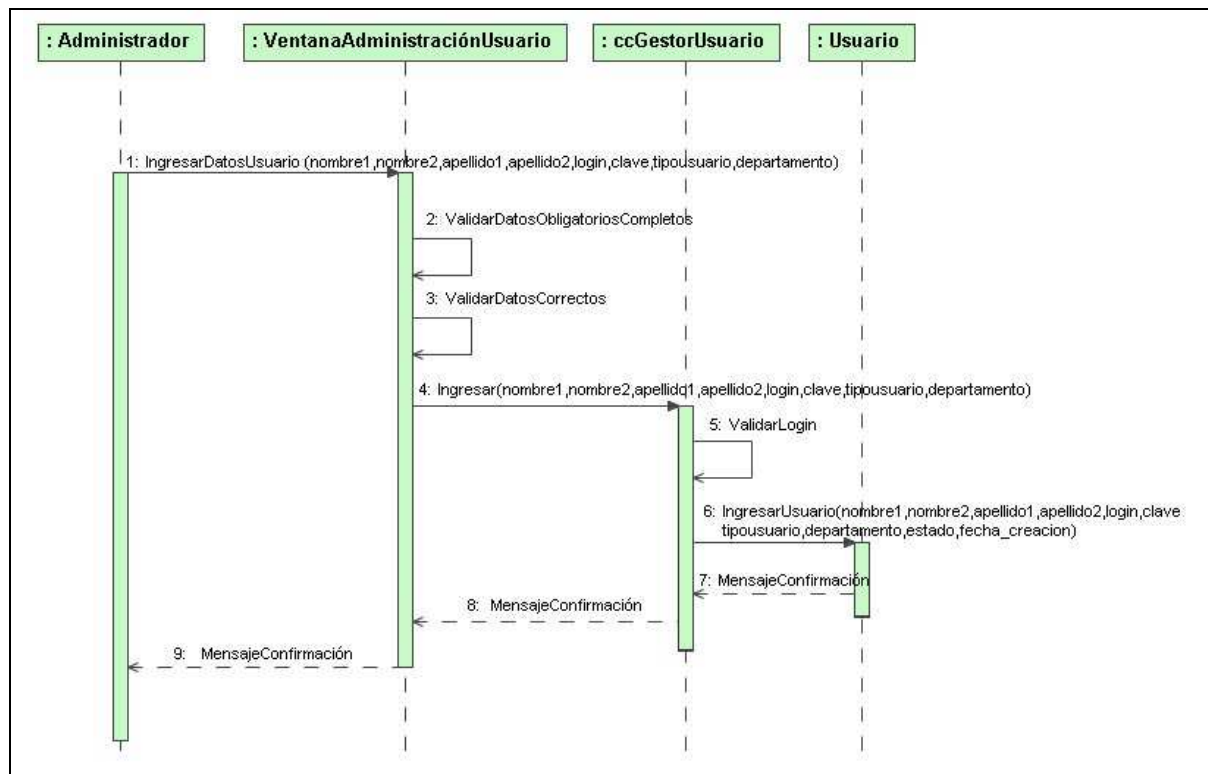 : Administrador
: VentanaAdministraciónUsuario
: ccGestorUsuario
: Usuario
1: IngresarDatosUsuario (nombre1,nombre2,apellido1,apellido2,login,clave,tipousuario,departamento)
2: ValidarDatosObligatoriosCompletos
3: ValidarDatosCorrectos
4: Ingresar(nombre1,nombre2,apellido1,apellido2,login,clave,tipousuario,departamento)
5: ValidarLogin
6: IngresarUsuario(nombre1,nombre2,apellido1,apellido2,login,clave
tipousuario,departamento,estado,fecha_creacion)
7: MensajeConfirmación
8: MensajeConfirmación
9: MensajeConfirmación